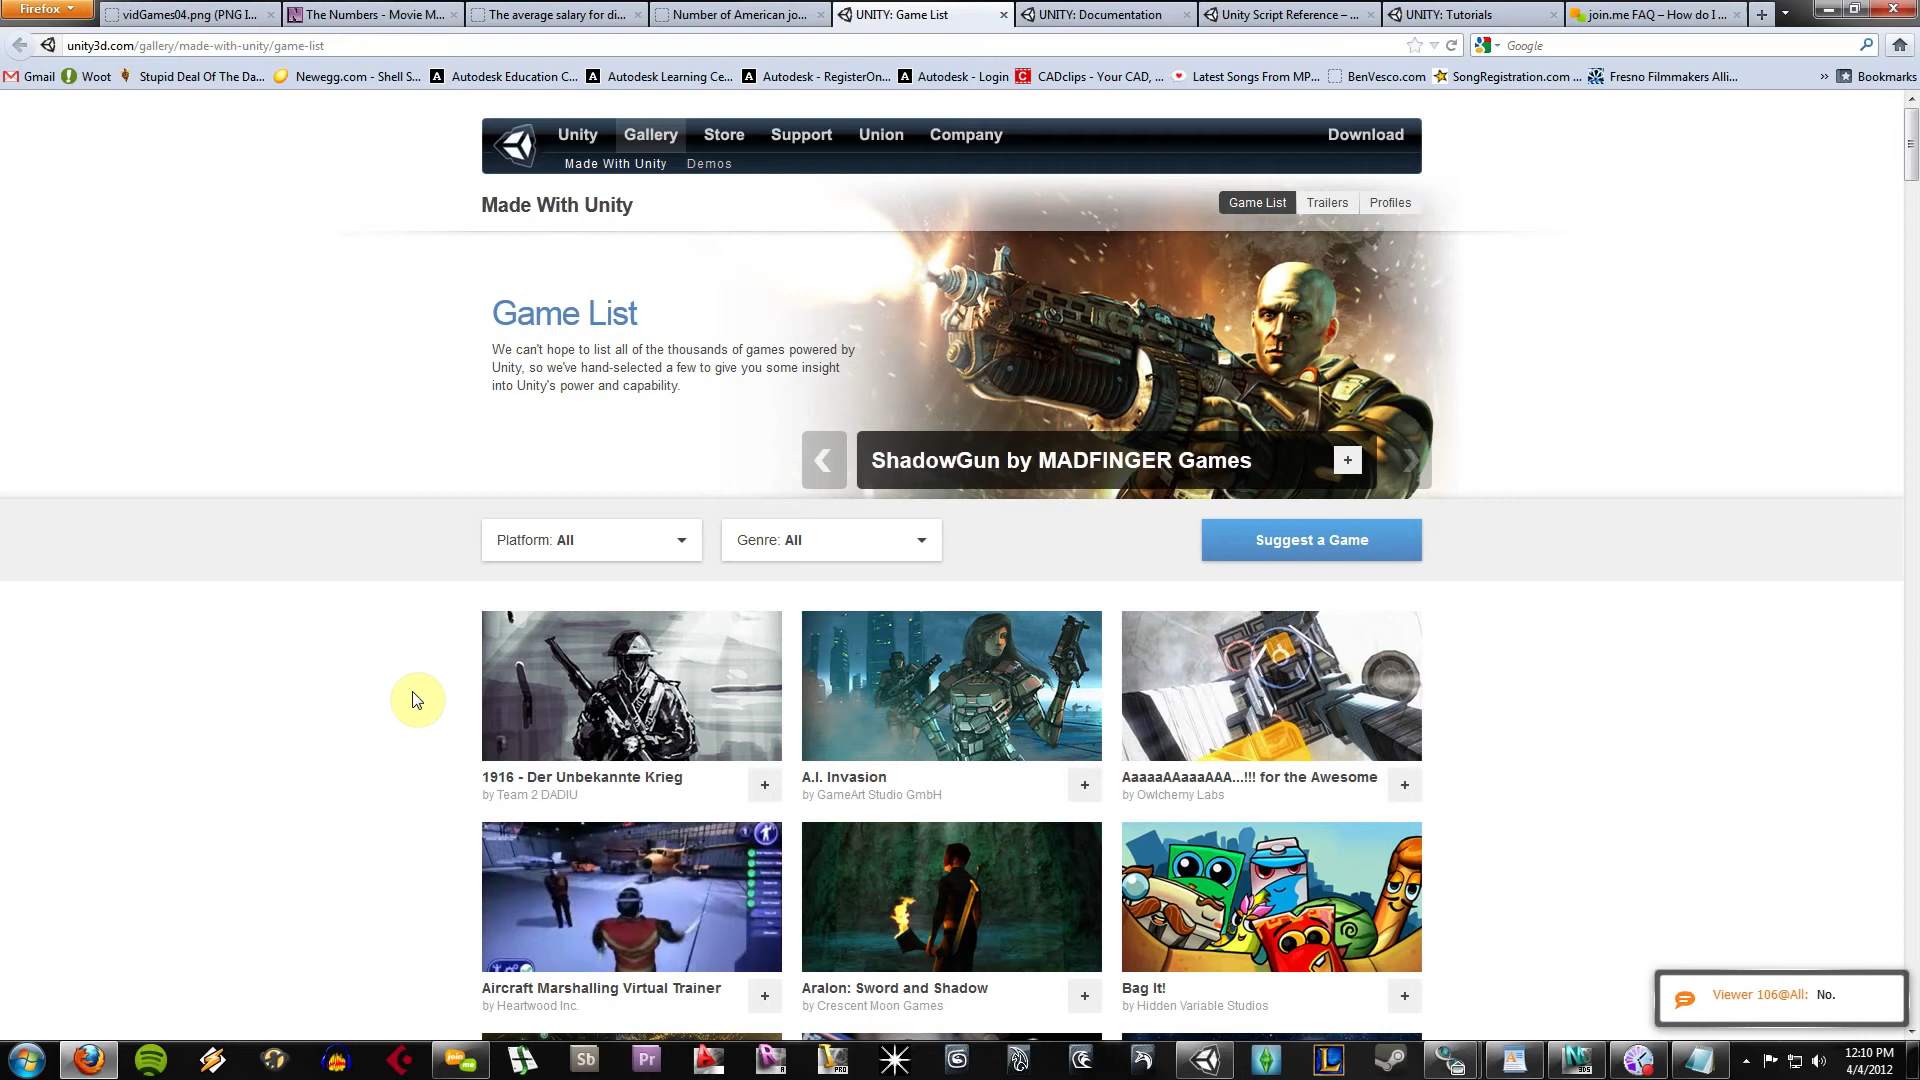 Firefox
vidGames04.png (PNG I...
The Numbers - Movie M...
The average salary for di...
Number of American jo...
UNITY: Game List
UNITY: Documentation
Unity Script Reference – ...
UNITY: Tutorials
join.me FAQ – How do I ...
unity3d.com/gallery/made-with-unity/game-list
Google
Gmail
Woot
Stupid Deal Of The Da...
Newegg.com - Shell S...
Autodesk Education C...
Autodesk Learning Ce...
Autodesk - RegisterOn...
Autodesk - Login
CADclips - Your CAD, ...
Latest Songs From MP...
BenVesco.com
SongRegistration.com ...
Fresno Filmmakers Alli...
Bookmarks
Unity Gallery Store Support Union Company Download
Made With Unity Demos
Made With Unity
Game List Trailers Profiles
Game List
We can't hope to list all of the thousands of games powered by
Unity, so we've hand-selected a few to give you some insight
into Unity's power and capability.
ShadowGun by MADFINGER Games
+
Platform: All
Genre: All
Suggest a Game
1916 - Der Unbekannte Krieg
by Team 2 DADIU
+
A.I. Invasion
by GameArt Studio GmbH
+
AaaaaAAaaaAAA...!!! for the Awesome
by Owlchemy Labs
+
Aircraft Marshalling Virtual Trainer
by Heartwood Inc.
+
Aralon: Sword and Shadow
by Crescent Moon Games
+
Bag It!
by Hidden Variable Studios
+
Viewer 106@All: No.
join me
Sb
Pr
PRO
L
12:10 PM
4/4/2012